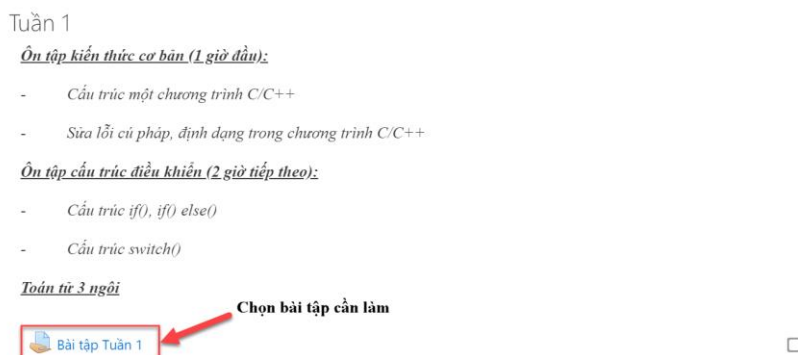 Tuần 1
Ôn tập kiến thức cơ bản (1 giờ đầu):
- Cấu trúc một chương trình C/C++
- Sửa lỗi cú pháp, định dạng trong chương trình C/C++
Ôn tập cấu trúc điều khiển (2 giờ tiếp theo):
- Cấu trúc if(), if() else()
- Cấu trúc switch()
Toán tử 3 ngôi
Chọn bài tập cần làm
Bài tập Tuần 1